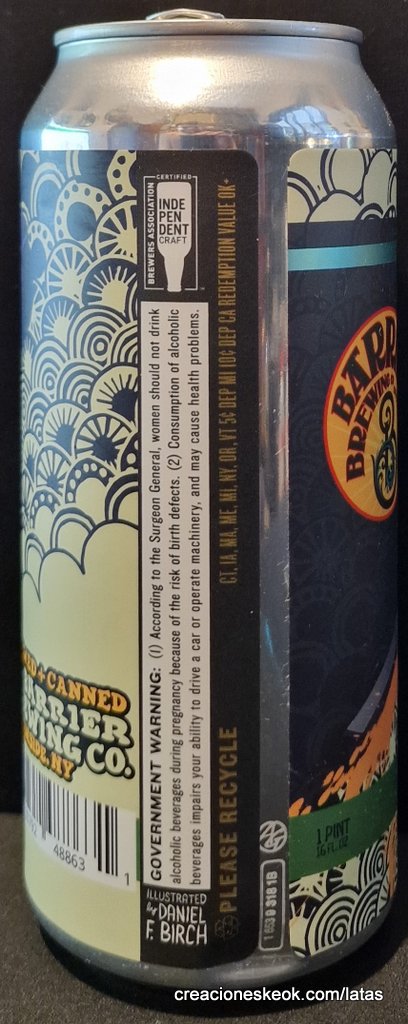 CERTIFIED
BREWERS ASSOCIATION
INDE
PEN
DENT
CRAFT
GOVERNMENT WARNING: (1) According to the Surgeon General, women should not drink
alcoholic beverages during pregnancy because of the risk of birth defects. (2) Consumption of alcoholic
beverages impairs your ability to drive a car or operate machinery, and may cause health problems.
ILLUSTRATED
by DANIEL
F. BIRCH
PLEASE RECYCLE
CT, IA, MA, ME, MI, NY, OR, VT 5¢ DEP MI 10¢ DEP CA REDEMPTION VALUE OK+
+ CANNED
CO.
NY
48863
1
BARR
BREWING
1 PINT
16 FL. OZ
creacioneskeok.com/latas